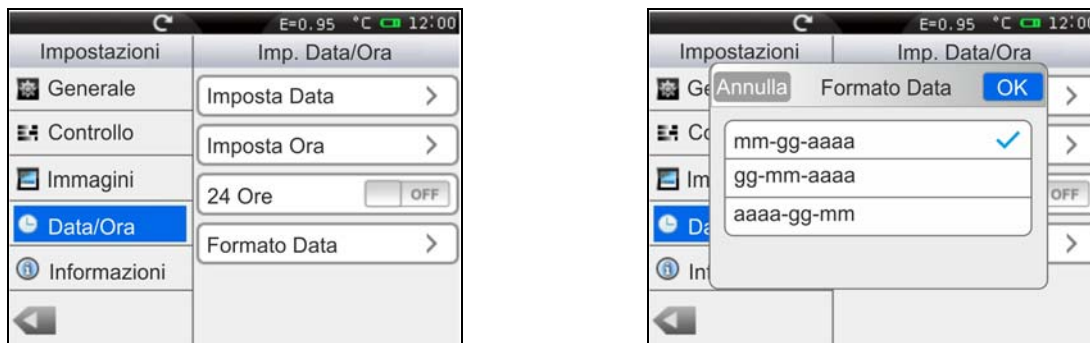 E=0.95 °C 12:00
Impostazioni
Imp. Data/Ora
Generale
Controllo
Immagini
Data/Ora
Informazioni
Imposta Data
Imposta Ora
24 Ore OFF
Formato Data
E=0.95 °C
Impostazioni
Imp. Data/Ora
Annulla Formato Data OK
mm-gg-aaaa
gg-mm-aaaa
aaaa-gg-mm
OFF